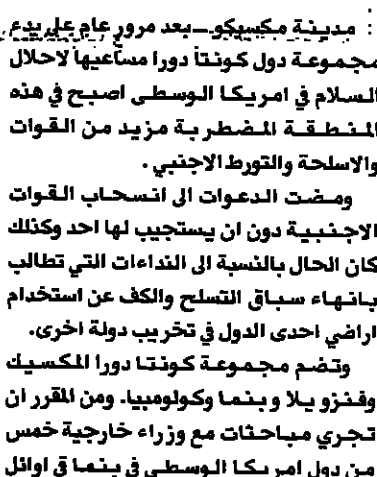 : مدينة مكسيكو_بعد مرور عام على بدء
مجموعة دول كونتأ دورا مساعيها لاحلال
السلام في امريكا الوسطى اصبح في هذه
المنطقة المضطربة مزيد من القوات
والاسلحة والتورط الاجنبي .
ومضت الدعوات الى انسحاب القوات
الاجنبية دون ان يستجيب لها احد وكذلك
كان الحال بالنسبة الى النداءات التي تطالب
بانهاء سباق التسلح والكف عن استخدام
اراضي احدى الدول في تخريب دولة اخرى.
وتضم مجموعة كونتا دورا المكسيك
وفنزويلا وبنما وكولومبيا. ومن المقرر ان
تجري مباحثات مع وزراء خارجية خمس
من دول امريكا الوسطى في بنما في اوائل